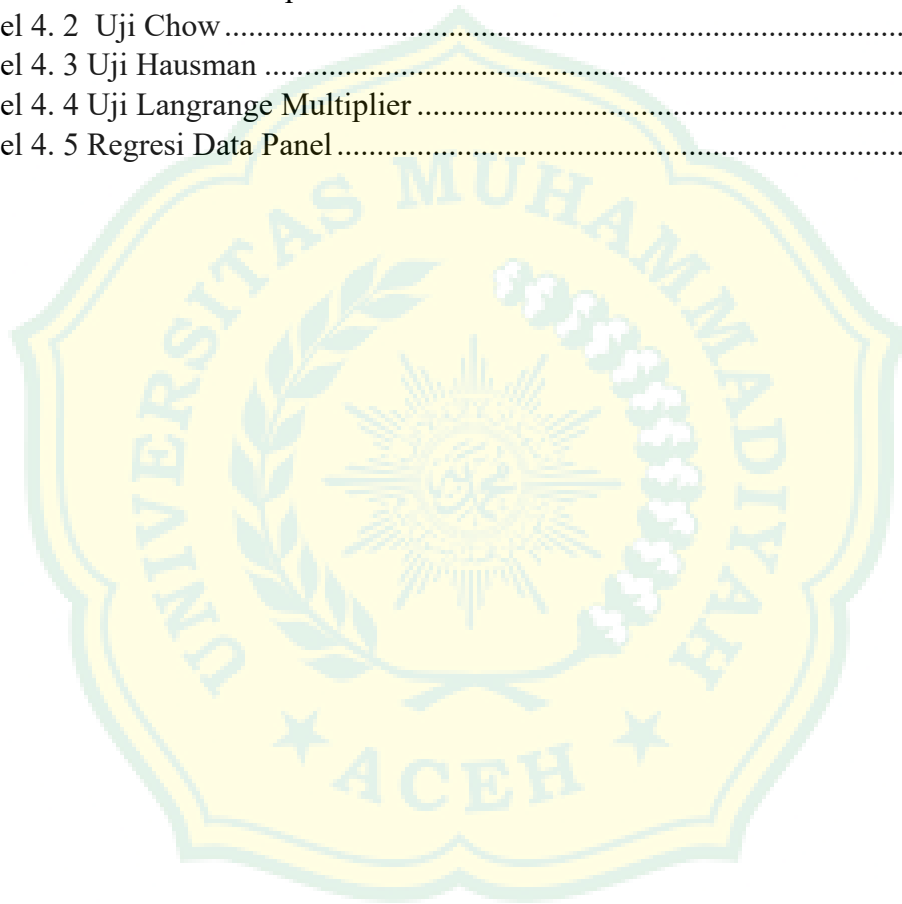 el 4. 2  Uji Chow................................................................................
el 4. 3 Uji Hausman ...........................................................................
el 4. 4 Uji Langrange Multiplier .........................................................
el 4. 5 Regresi Data Panel...................................................................
UNIVERSITAS MUHAMMADIYAH
★ ACEH ★